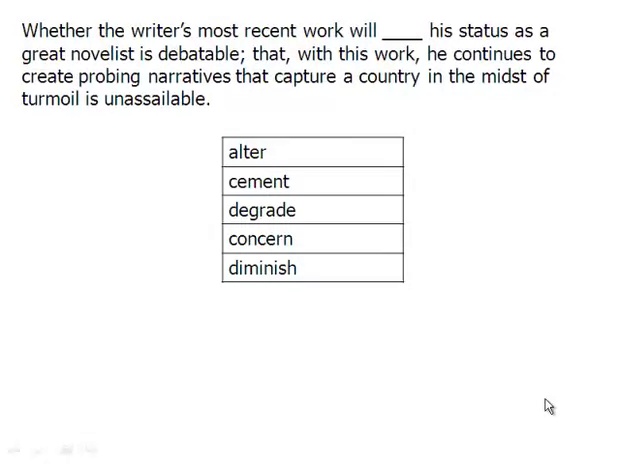 Whether the writer's most recent work will ____ his status as a
great novelist is debatable; that, with this work, he continues to
create probing narratives that capture a country in the midst of
turmoil is unassailable.
alter
cement
degrade
concern
diminish